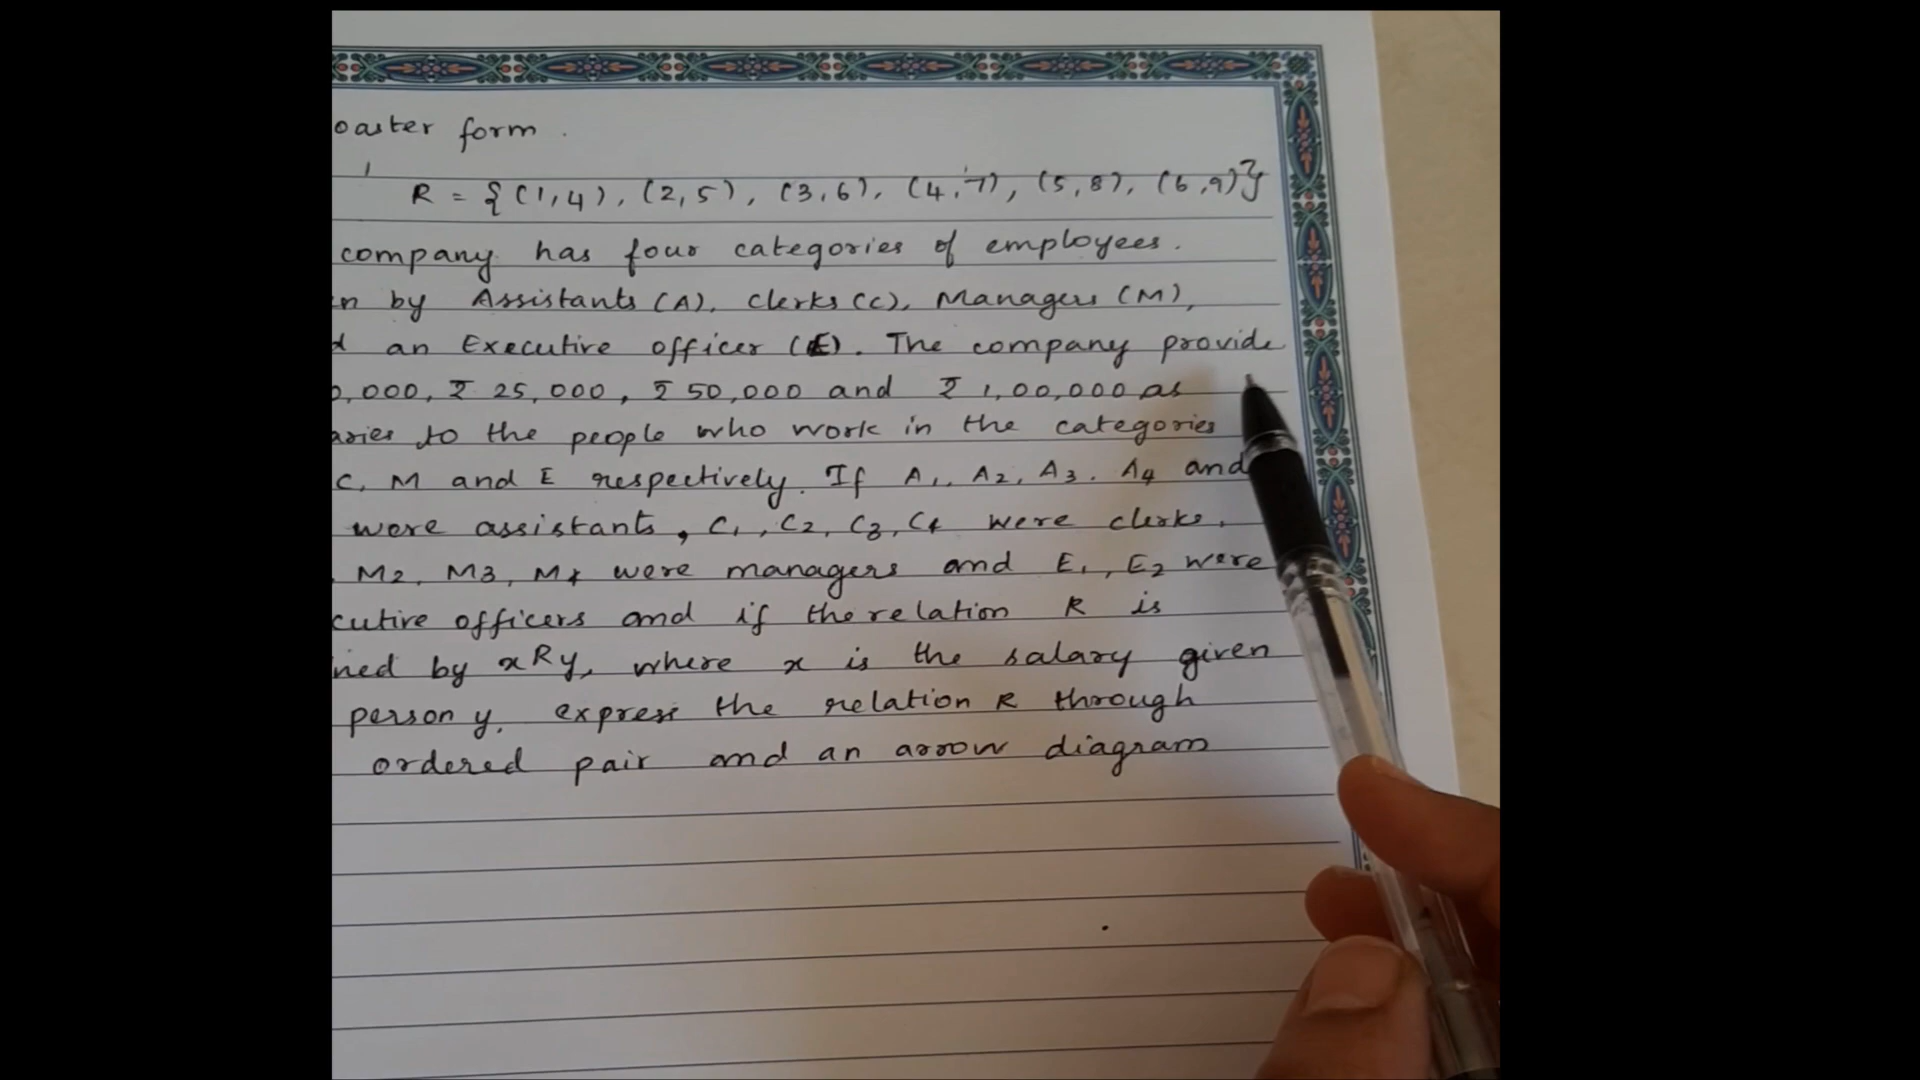 oaster form.
R = {(1,4), (2,5), (3,6), (4,7), (5,8), (6,9)}
company has four categories of employees.
n by Assistants (A), Clerks (C), Managers (M),
d an Executive officer (E). The company provide
0,000, ₹ 25,000, ₹ 50,000 and ₹ 1,00,000 as
aries to the people who work in the categories
C, M and E respectively. If A1, A2, A3, A4 and
were assistants, C1, C2, C3, C4 were clerks,
M2, M3, M4 were managers and E1, E2 were
cutive officers and if the relation R is
ned by xRy, where x is the salary given
person y. express the relation R through
ordered pair and an arrow diagram